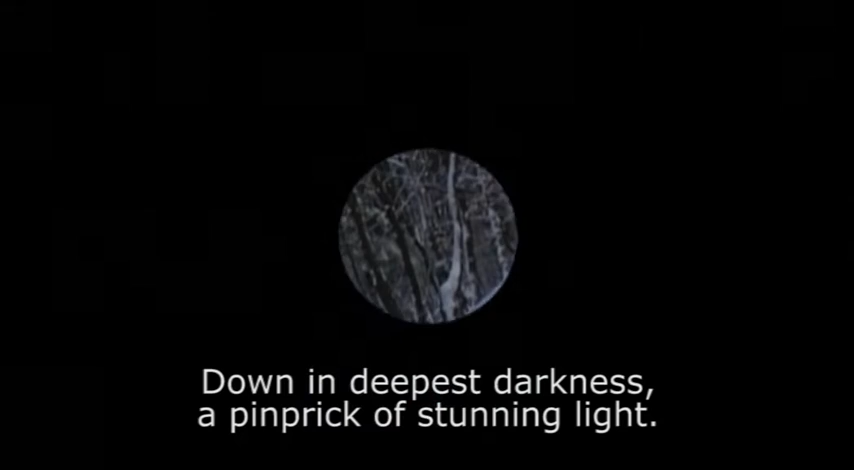 Down in deepest darkness,
a pinprick of stunning light.